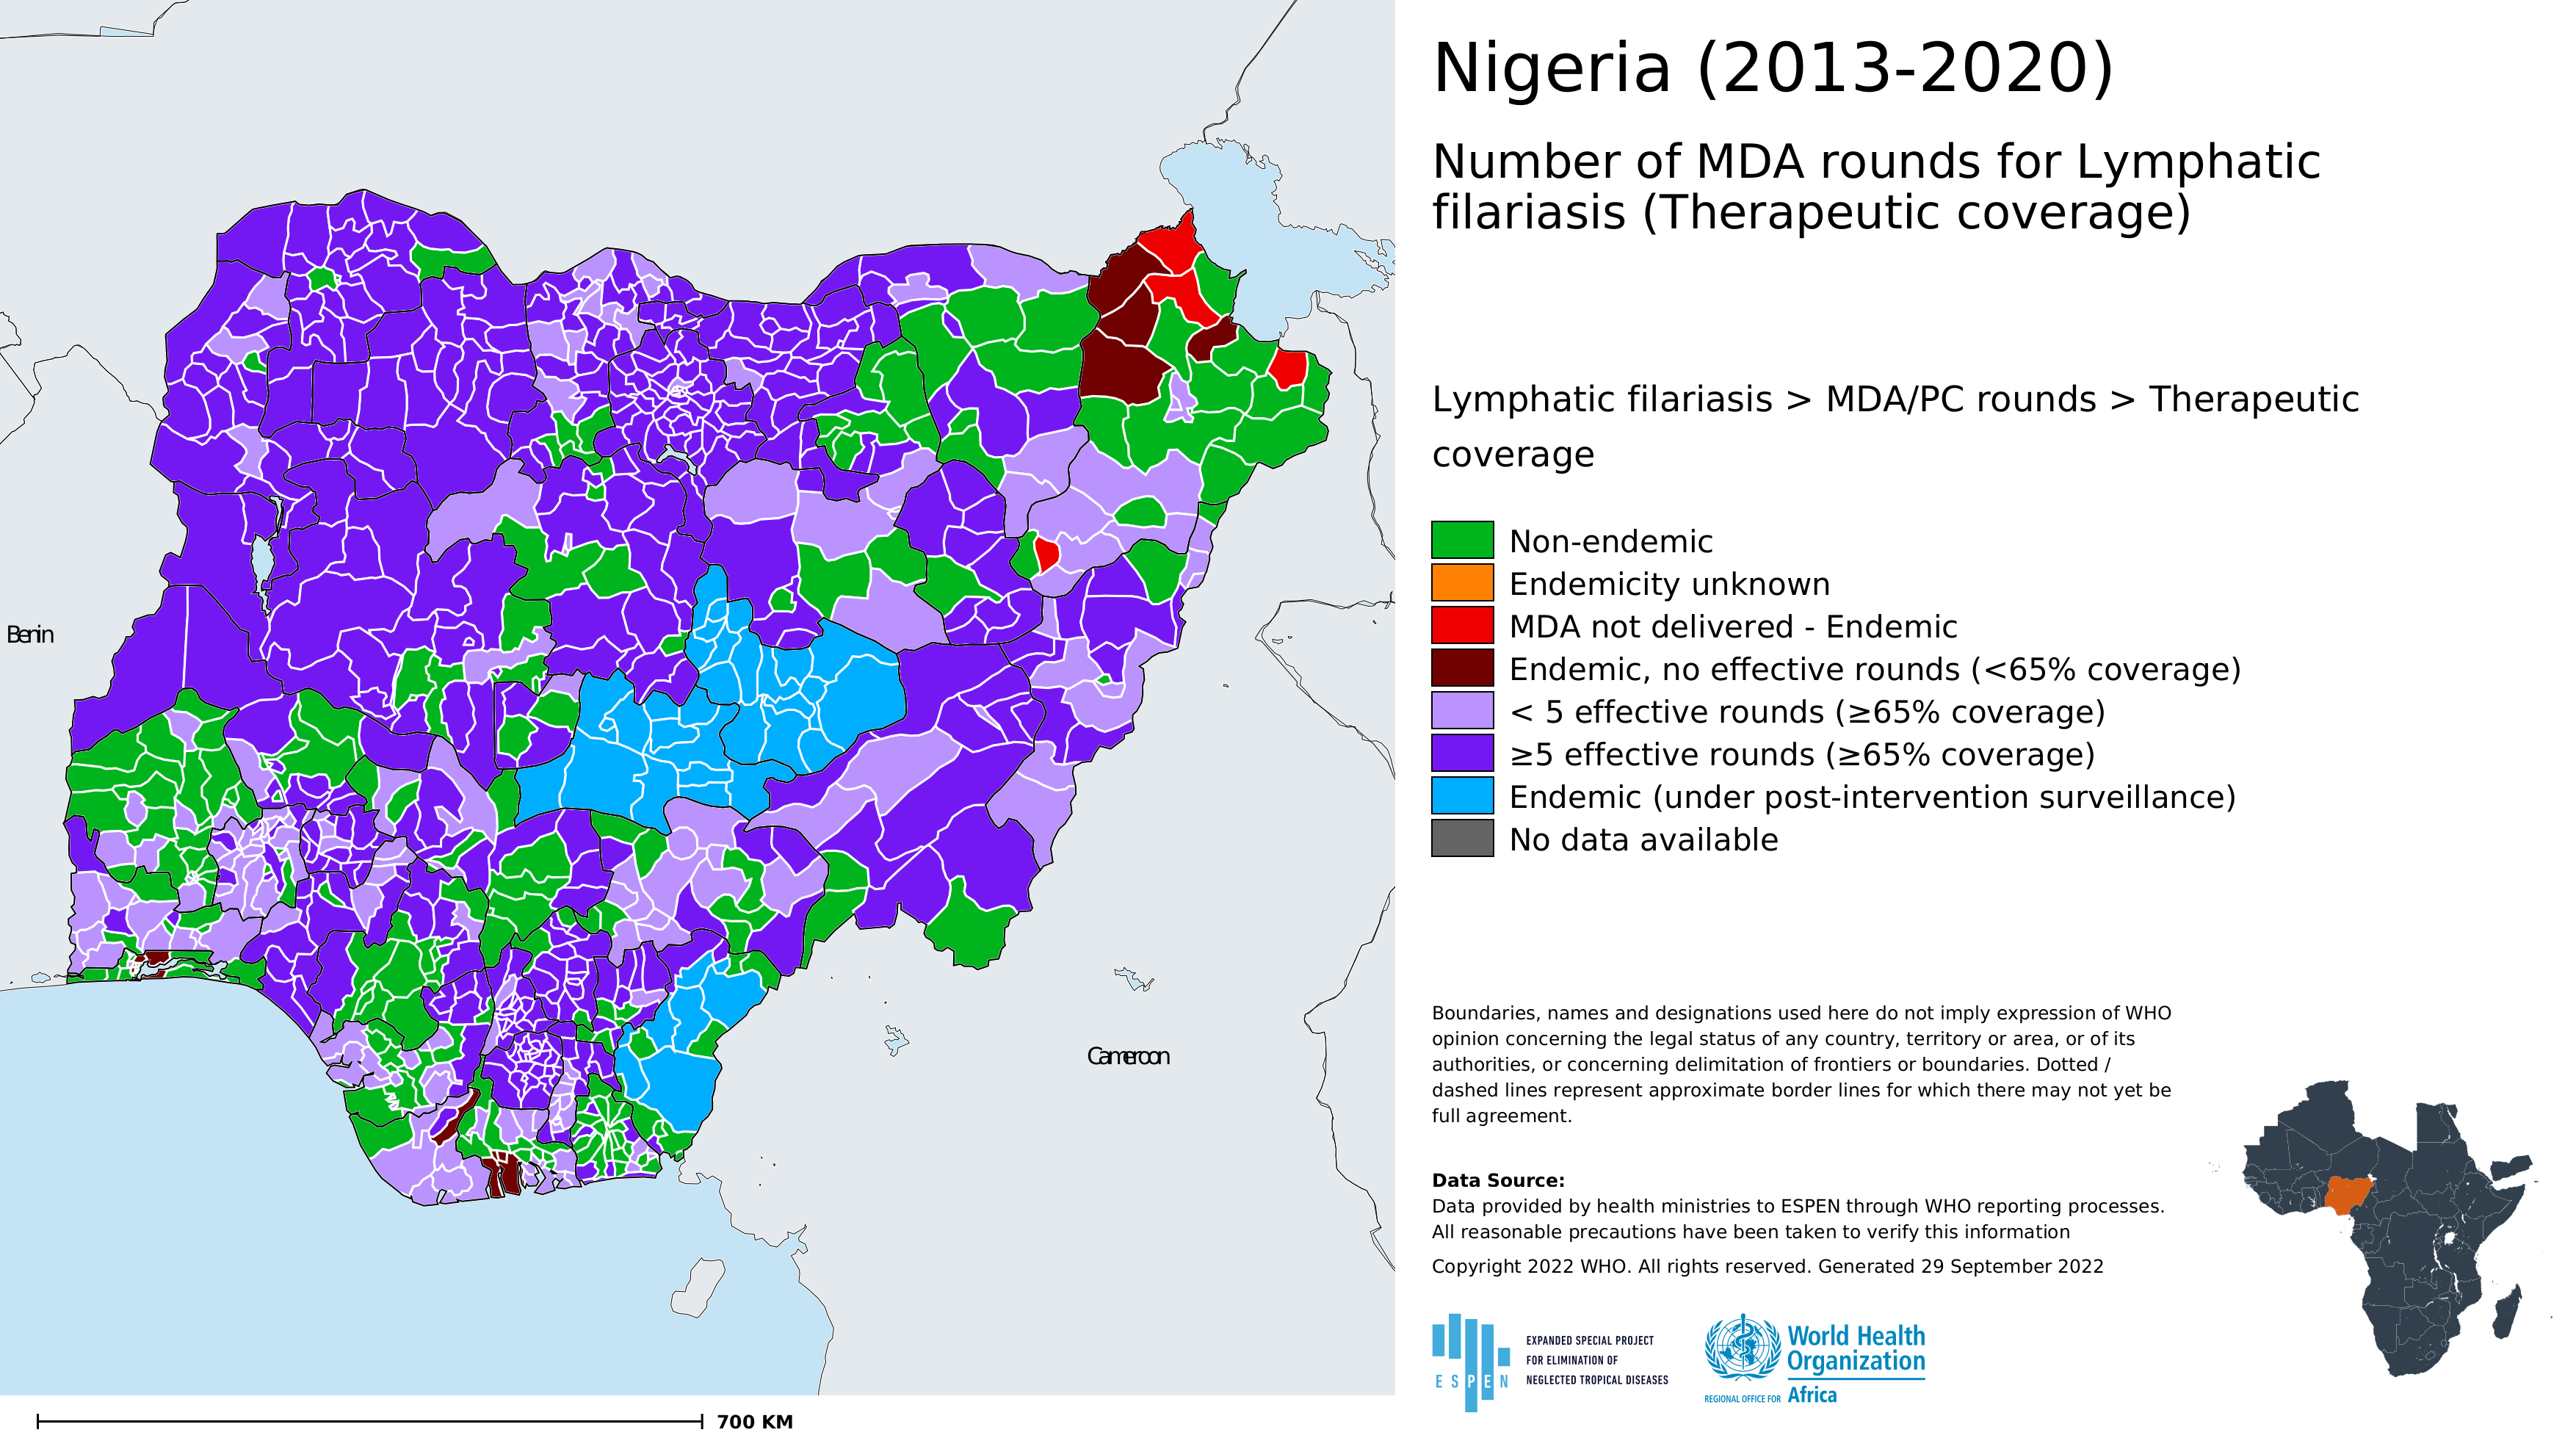 Nigeria (2013-2020)
Number of MDA rounds for Lymphatic
filariasis (Therapeutic coverage)
Lymphatic filariasis > MDA/PC rounds > Therapeutic
coverage
Non-endemic
Endemicity unknown
MDA not delivered - Endemic
Endemic, no effective rounds (<65% coverage)
< 5 effective rounds (≥65% coverage)
≥5 effective rounds (≥65% coverage)
Endemic (under post-intervention surveillance)
No data available
Benin
Cameroon
Boundaries, names and designations used here do not imply expression of WHO
opinion concerning the legal status of any country, territory or area, or of its
authorities, or concerning delimitation of frontiers or boundaries. Dotted /
dashed lines represent approximate border lines for which there may not yet be
full agreement.
Data Source:
Data provided by health ministries to ESPEN through WHO reporting processes.
All reasonable precautions have been taken to verify this information
Copyright 2022 WHO. All rights reserved. Generated 29 September 2022
ESPEN
EXPANDED SPECIAL PROJECT
FOR ELIMINATION OF
NEGLECTED TROPICAL DISEASES
World Health
Organization
REGIONAL OFFICE FOR Africa
700 KM